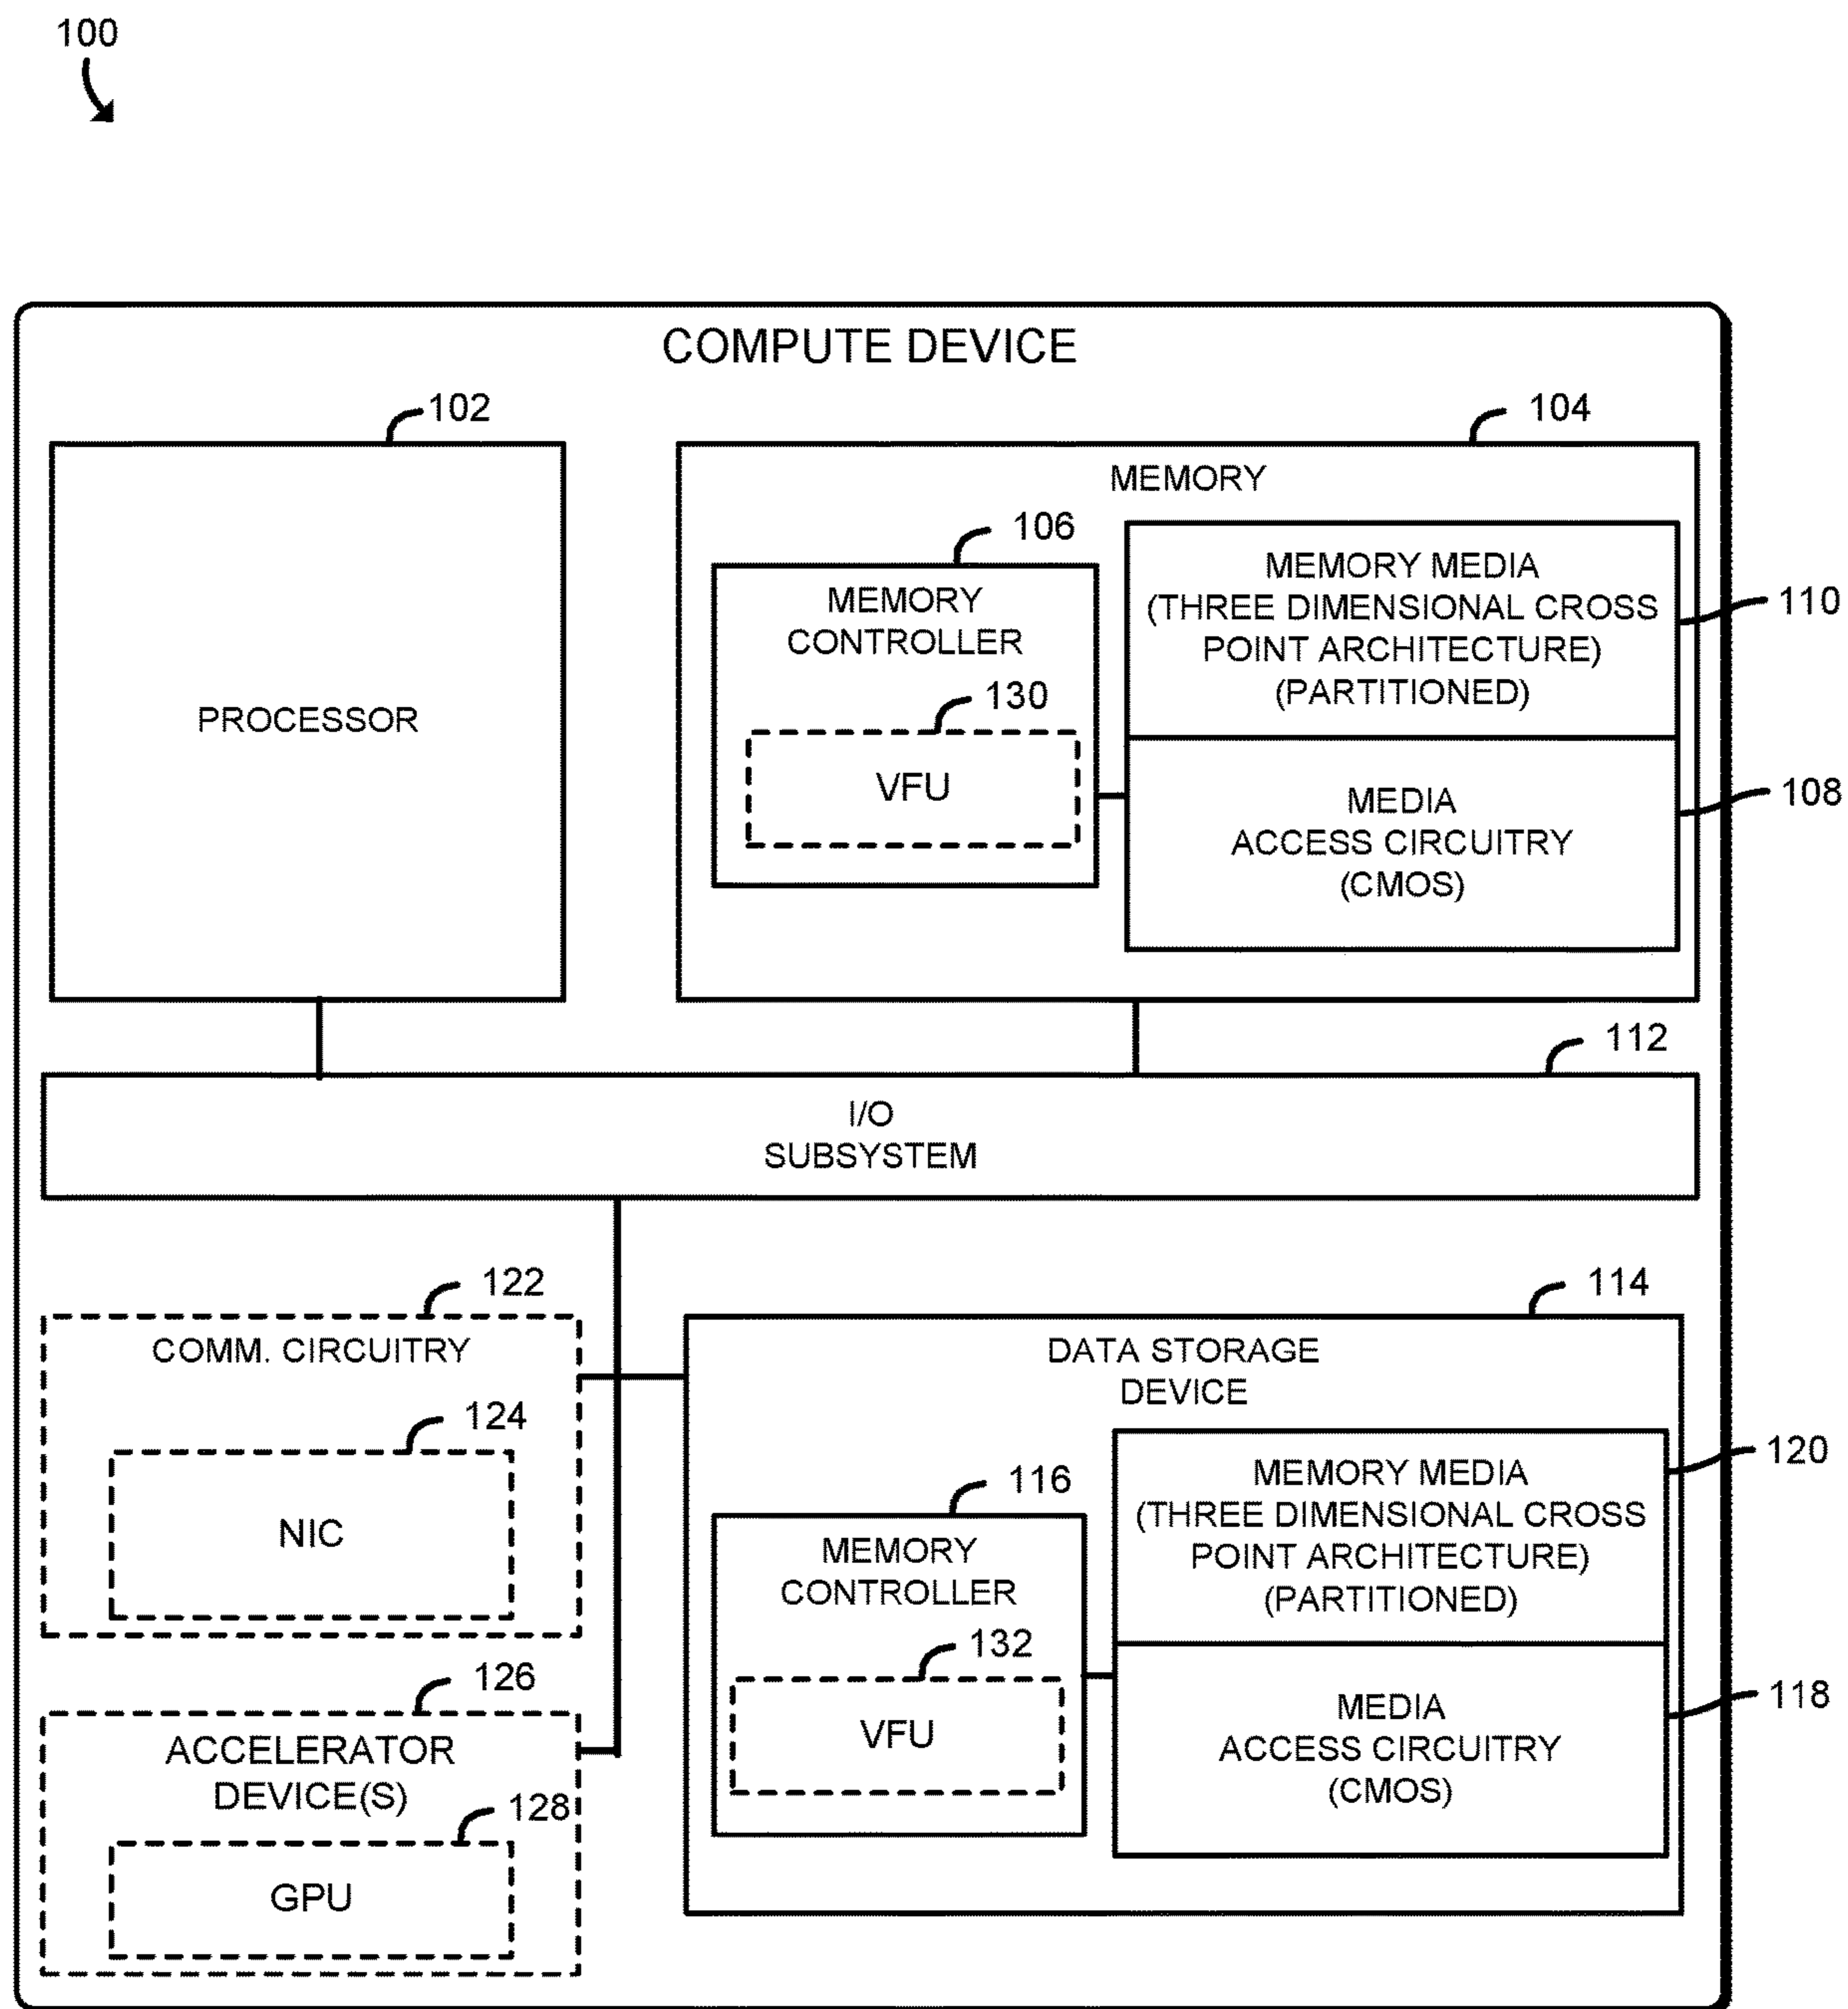 100
COMPUTE DEVICE
102
PROCESSOR
104
MEMORY
106
MEMORY
CONTROLLER
130
VFU
MEMORY MEDIA
(THREE DIMENSIONAL CROSS
POINT ARCHITECTURE)
(PARTITIONED)
110
MEDIA
ACCESS CIRCUITRY
(CMOS)
108
112
I/O
SUBSYSTEM
122
COMM. CIRCUITRY
124
NIC
126
ACCELERATOR
DEVICE(S)
128
GPU
114
DATA STORAGE
DEVICE
116
MEMORY
CONTROLLER
132
VFU
MEMORY MEDIA
(THREE DIMENSIONAL CROSS
POINT ARCHITECTURE)
(PARTITIONED)
120
MEDIA
ACCESS CIRCUITRY
(CMOS)
118